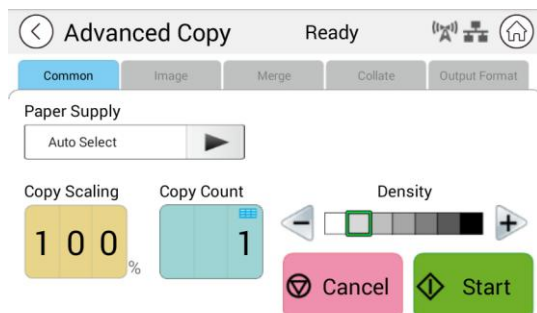 Advanced Copy Ready
Common Image Merge Collate Output Format
Paper Supply
Auto Select
Copy Scaling Copy Count Density
100 % 1
Cancel Start